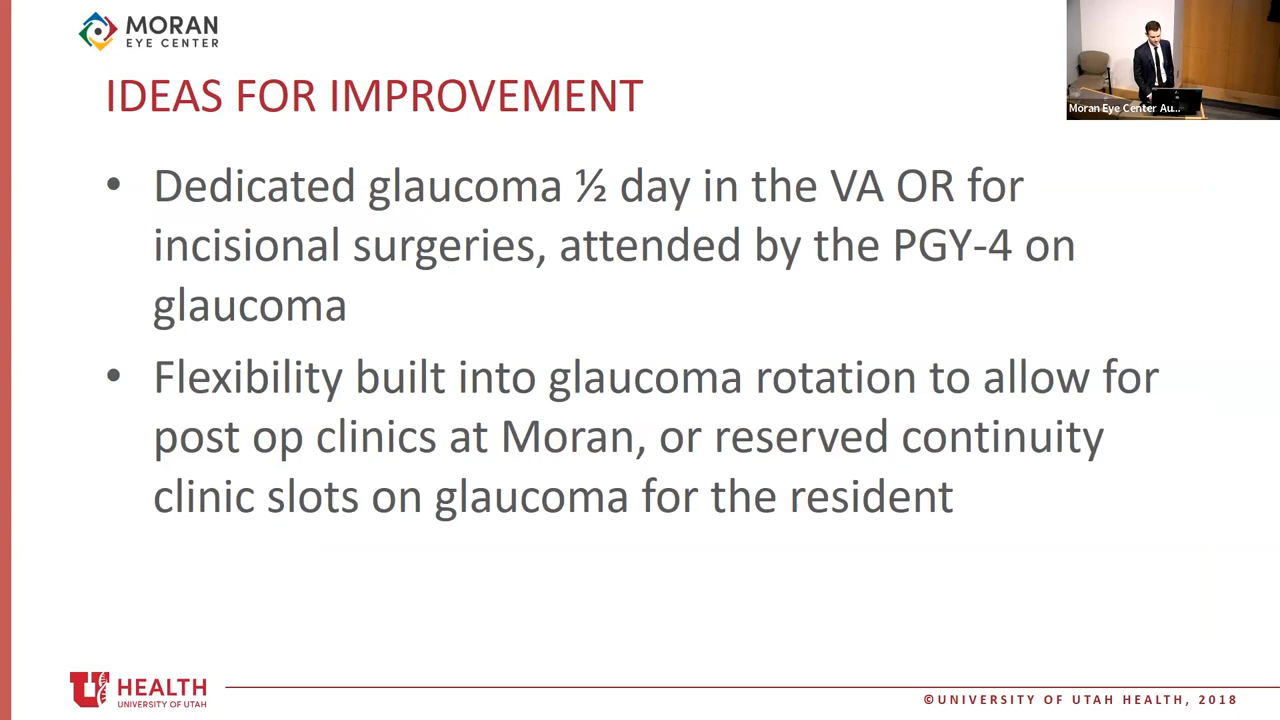 MORAN
EYE CENTER
IDEAS FOR IMPROVEMENT
Moran Eye Center Au...
• Dedicated glaucoma ½ day in the VA OR for
incisional surgeries, attended by the PGY-4 on
glaucoma
• Flexibility built into glaucoma rotation to allow for
post op clinics at Moran, or reserved continuity
clinic slots on glaucoma for the resident
U HEALTH
UNIVERSITY OF UTAH
©UNIVERSITY OF UTAH HEALTH, 2018